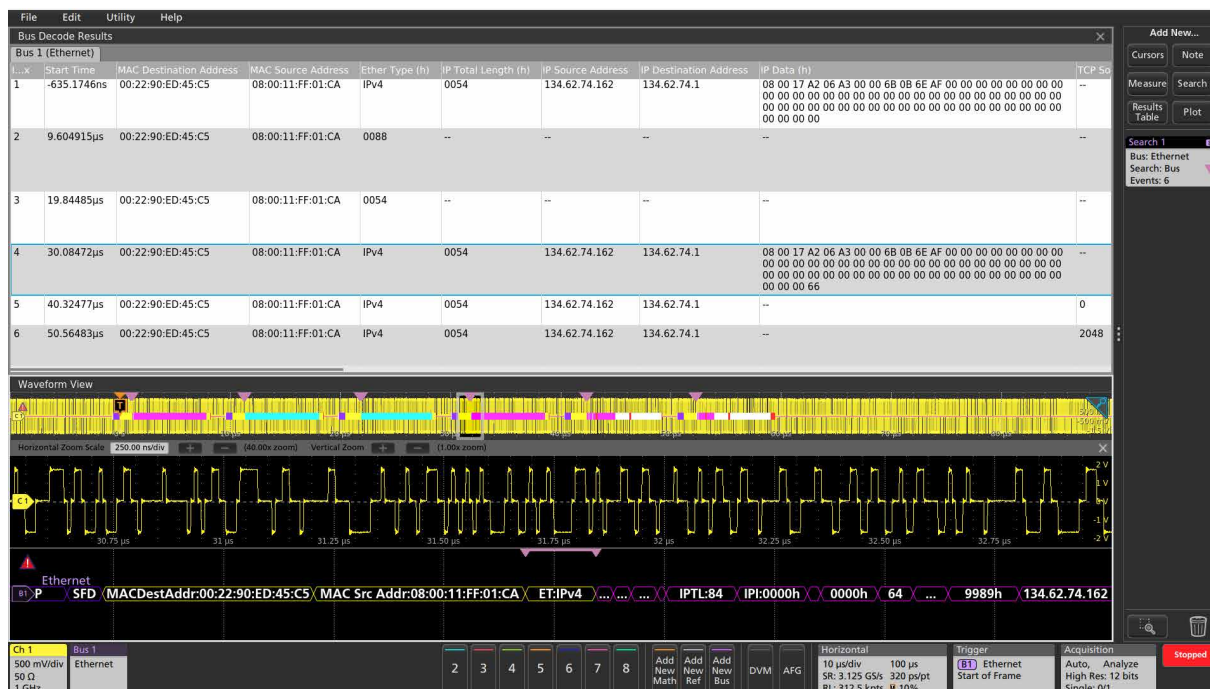 File Edit Utility Help
Bus Decode Results
Bus 1 (Ethernet)
I...x Start Time MAC Destination Address MAC Source Address Ether Type (h) IP Total Length (h) IP Source Address IP Destination Address IP Data (h) TCP So
1 -635.1746ns 00:22:90:ED:45:C5 08:00:11:FF:01:CA IPv4 0054 134.62.74.162 134.62.74.1 08 00 17 A2 06 A3 00 00 6B 0B 6E AF 00 00 00 00 00 00 00 00 --
00 00 00 00 00 00 00 00 00 00 00 00 00 00 00 00 00 00 00 00
00 00 00 00 00 00 00 00 00 00 00 00 00 00 00 00 00 00 00 00
00 00 00 00
2 9.604915µs 00:22:90:ED:45:C5 08:00:11:FF:01:CA 0088 -- -- -- -- --
3 19.84485µs 00:22:90:ED:45:C5 08:00:11:FF:01:CA 0054 -- -- -- -- --
4 30.08472µs 00:22:90:ED:45:C5 08:00:11:FF:01:CA IPv4 0054 134.62.74.162 134.62.74.1 08 00 17 A2 06 A3 00 00 6B 0B 6E AF 00 00 00 00 00 00 00 00 --
00 00 00 00 00 00 00 00 00 00 00 00 00 00 00 00 00 00 00 00
00 00 00 00 00 00 00 00 00 00 00 00 00 00 00 00 00 00 00 00
00 00 00 66
5 40.32477µs 00:22:90:ED:45:C5 08:00:11:FF:01:CA IPv4 0054 134.62.74.162 134.62.74.1 -- 0
6 50.56483µs 00:22:90:ED:45:C5 08:00:11:FF:01:CA IPv4 0054 134.62.74.162 134.62.74.1 -- 2048
Add New...
Cursors Note
Measure Search
Results Table Plot
Search 1
Bus: Ethernet
Search: Bus
Events: 6
Waveform View
Horizontal Zoom Scale 250.00 ns/div (40.00x zoom) Vertical Zoom (1.00x zoom)
2 V
1 V
0 V
-1 V
-2 V
C1
30.75 µs 31 µs 31.25 µs 31.50 µs 31.75 µs 32 µs 32.25 µs 32.50 µs 32.75 µs
Ethernet
B1 P SFD MACDestAddr:00:22:90:ED:45:C5 MAC Src Addr:08:00:11:FF:01:CA ET:IPv4 ... ... ... IPTL:84 IPI:0000h 0000h 64 ... 9989h 134.62.74.162
Ch 1
500 mV/div
50 Ω
1 GHz
Bus 1
Ethernet
2 3 4 5 6 7 8
Add New Math
Add New Ref
Add New Bus
DVM AFG
Horizontal
10 µs/div 100 µs
SR: 3.125 GS/s 320 ps/pt
RL: 312.5 kpts 10%
Trigger
B1 Ethernet
Start of Frame
Acquisition
Auto, Analyze
High Res: 12 bits
Single: 0/1
Stopped